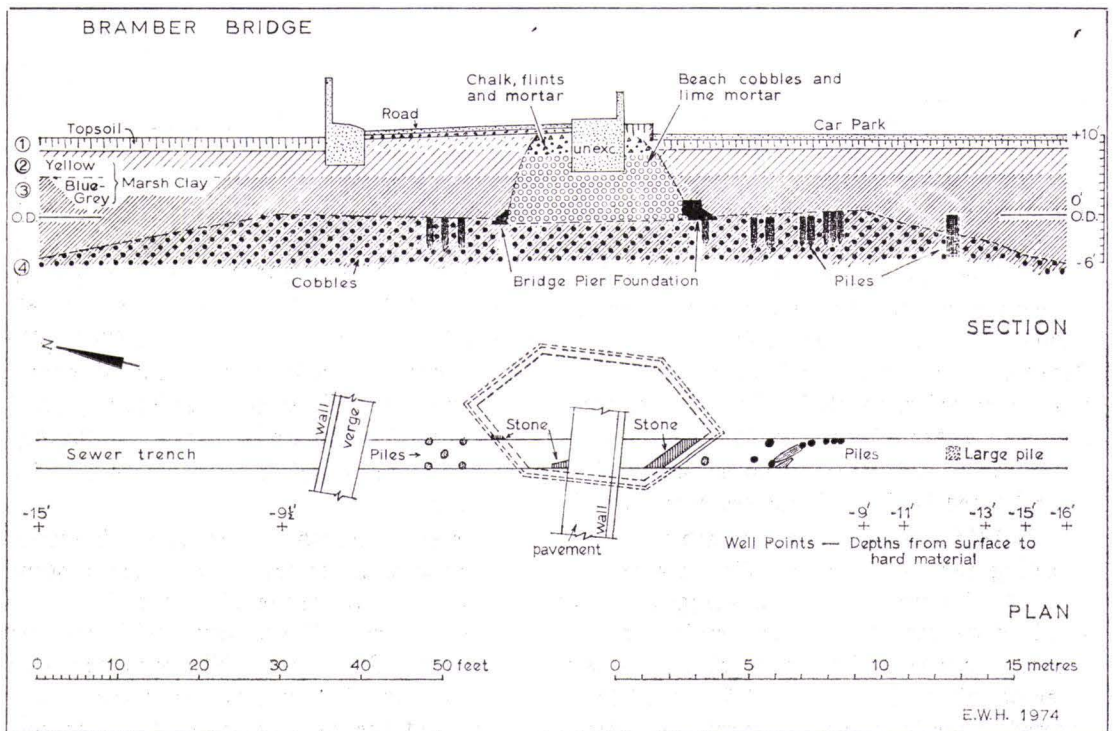 BRAMBER BRIDGE
Chalk, flints
and mortar
Beach cobbles and
lime mortar
Road
Topsoil
Car Park
① +10'
unexc.
② Yellow
③ Blue-
Grey
Marsh Clay
0'
O.D.
O.D.
④ -6'
Cobbles
Bridge Pier Foundation
Piles
SECTION
N
wall
verge
Stone
Stone
Sewer trench
Piles
Piles
Large pile
wall
-15'
-9½'
-9'
-11'
-13'
-15'
-16'
pavement
Well Points — Depths from surface to
hard material
PLAN
0 10 20 30 40 50 feet
0 5 10 15 metres
E.W.H. 1974